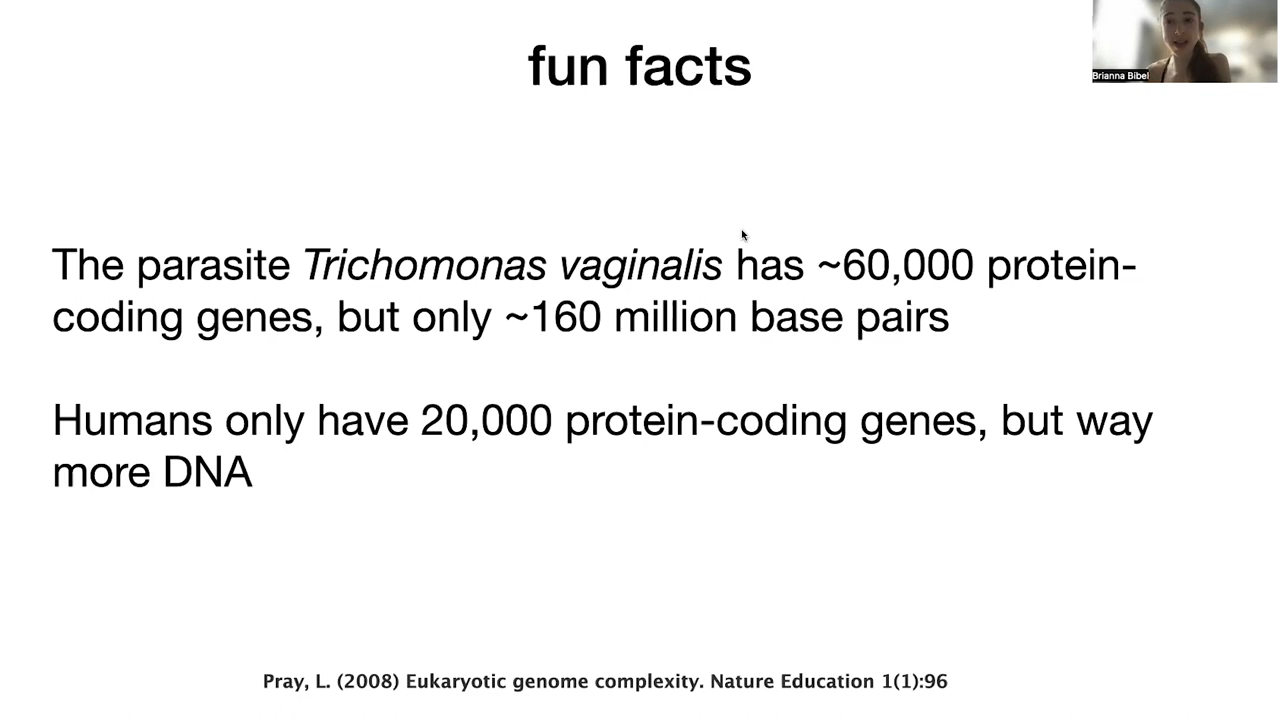 fun facts
Brianna Bibel
The parasite Trichomonas vaginalis has ~60,000 protein-
coding genes, but only ~160 million base pairs
Humans only have 20,000 protein-coding genes, but way
more DNA
Pray, L. (2008) Eukaryotic genome complexity. Nature Education 1(1):96